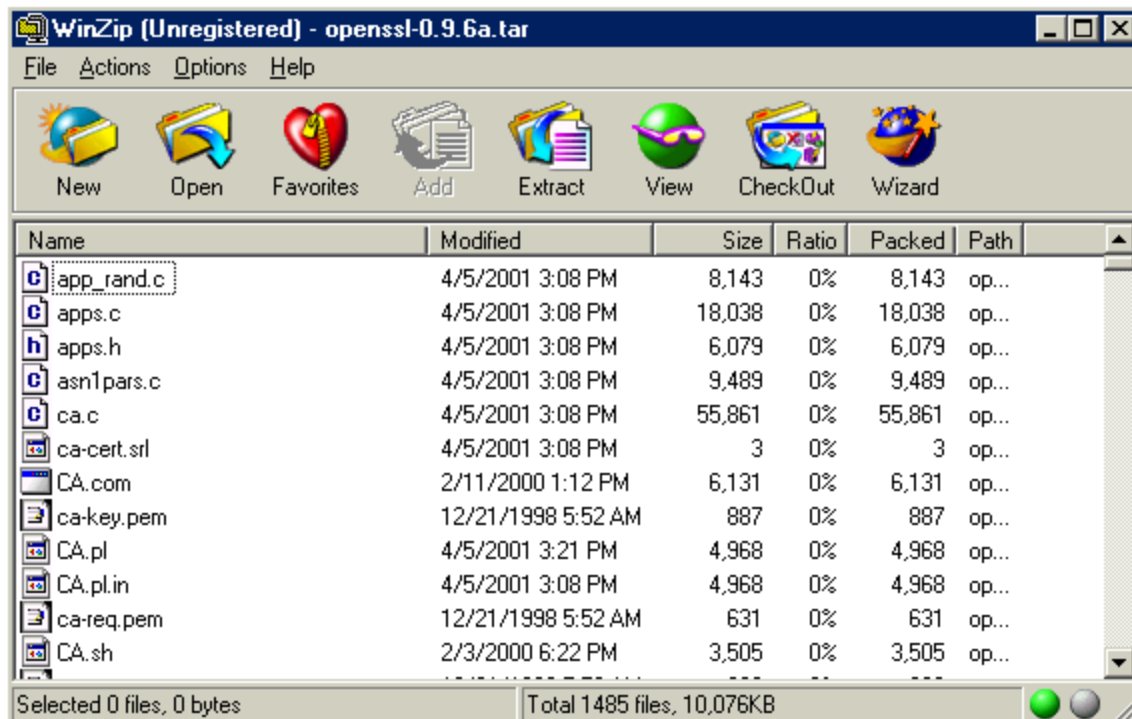 WinZip (Unregistered) - openssl-0.9.6a.tar
File Actions Options Help
New Open Favorites Add Extract View CheckOut Wizard
Name Modified Size Ratio Packed Path
app_rand.c 4/5/2001 3:08 PM 8,143 0% 8,143 op...
apps.c 4/5/2001 3:08 PM 18,038 0% 18,038 op...
apps.h 4/5/2001 3:08 PM 6,079 0% 6,079 op...
asn1pars.c 4/5/2001 3:08 PM 9,489 0% 9,489 op...
ca.c 4/5/2001 3:08 PM 55,861 0% 55,861 op...
ca-cert.srl 4/5/2001 3:08 PM 3 0% 3 op...
CA.com 2/11/2000 1:12 PM 6,131 0% 6,131 op...
ca-key.pem 12/21/1998 5:52 AM 887 0% 887 op...
CA.pl 4/5/2001 3:21 PM 4,968 0% 4,968 op...
CA.pl.in 4/5/2001 3:08 PM 4,968 0% 4,968 op...
ca-req.pem 12/21/1998 5:52 AM 631 0% 631 op...
CA.sh 2/3/2000 6:22 PM 3,505 0% 3,505 op...
Selected 0 files, 0 bytes Total 1485 files, 10,076KB